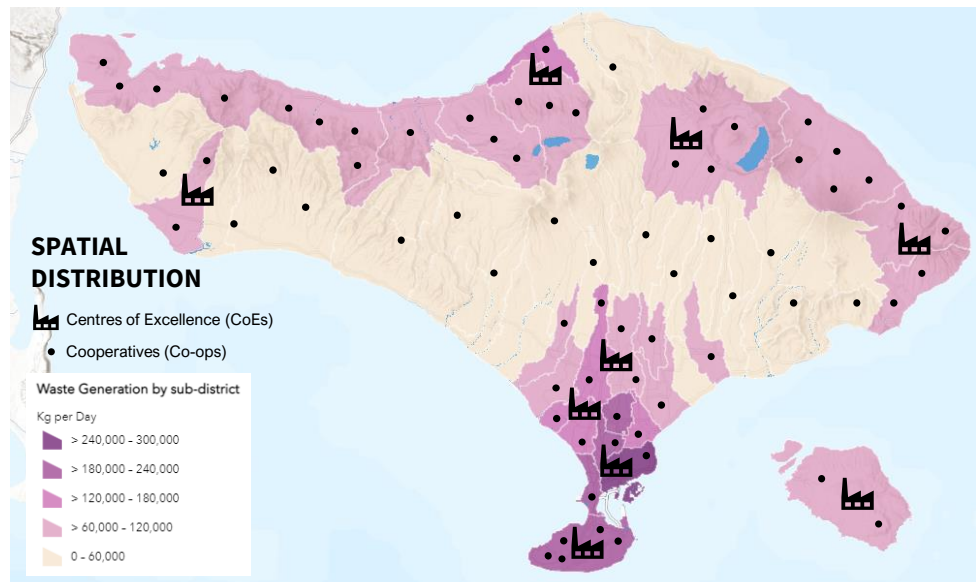 SPATIAL
DISTRIBUTION
Centres of Excellence (CoEs)
Cooperatives (Co-ops)
Waste Generation by sub-district
Kg per Day
> 240,000 - 300,000
> 180,000 - 240,000
> 120,000 - 180,000
> 60,000 - 120,000
0 - 60,000